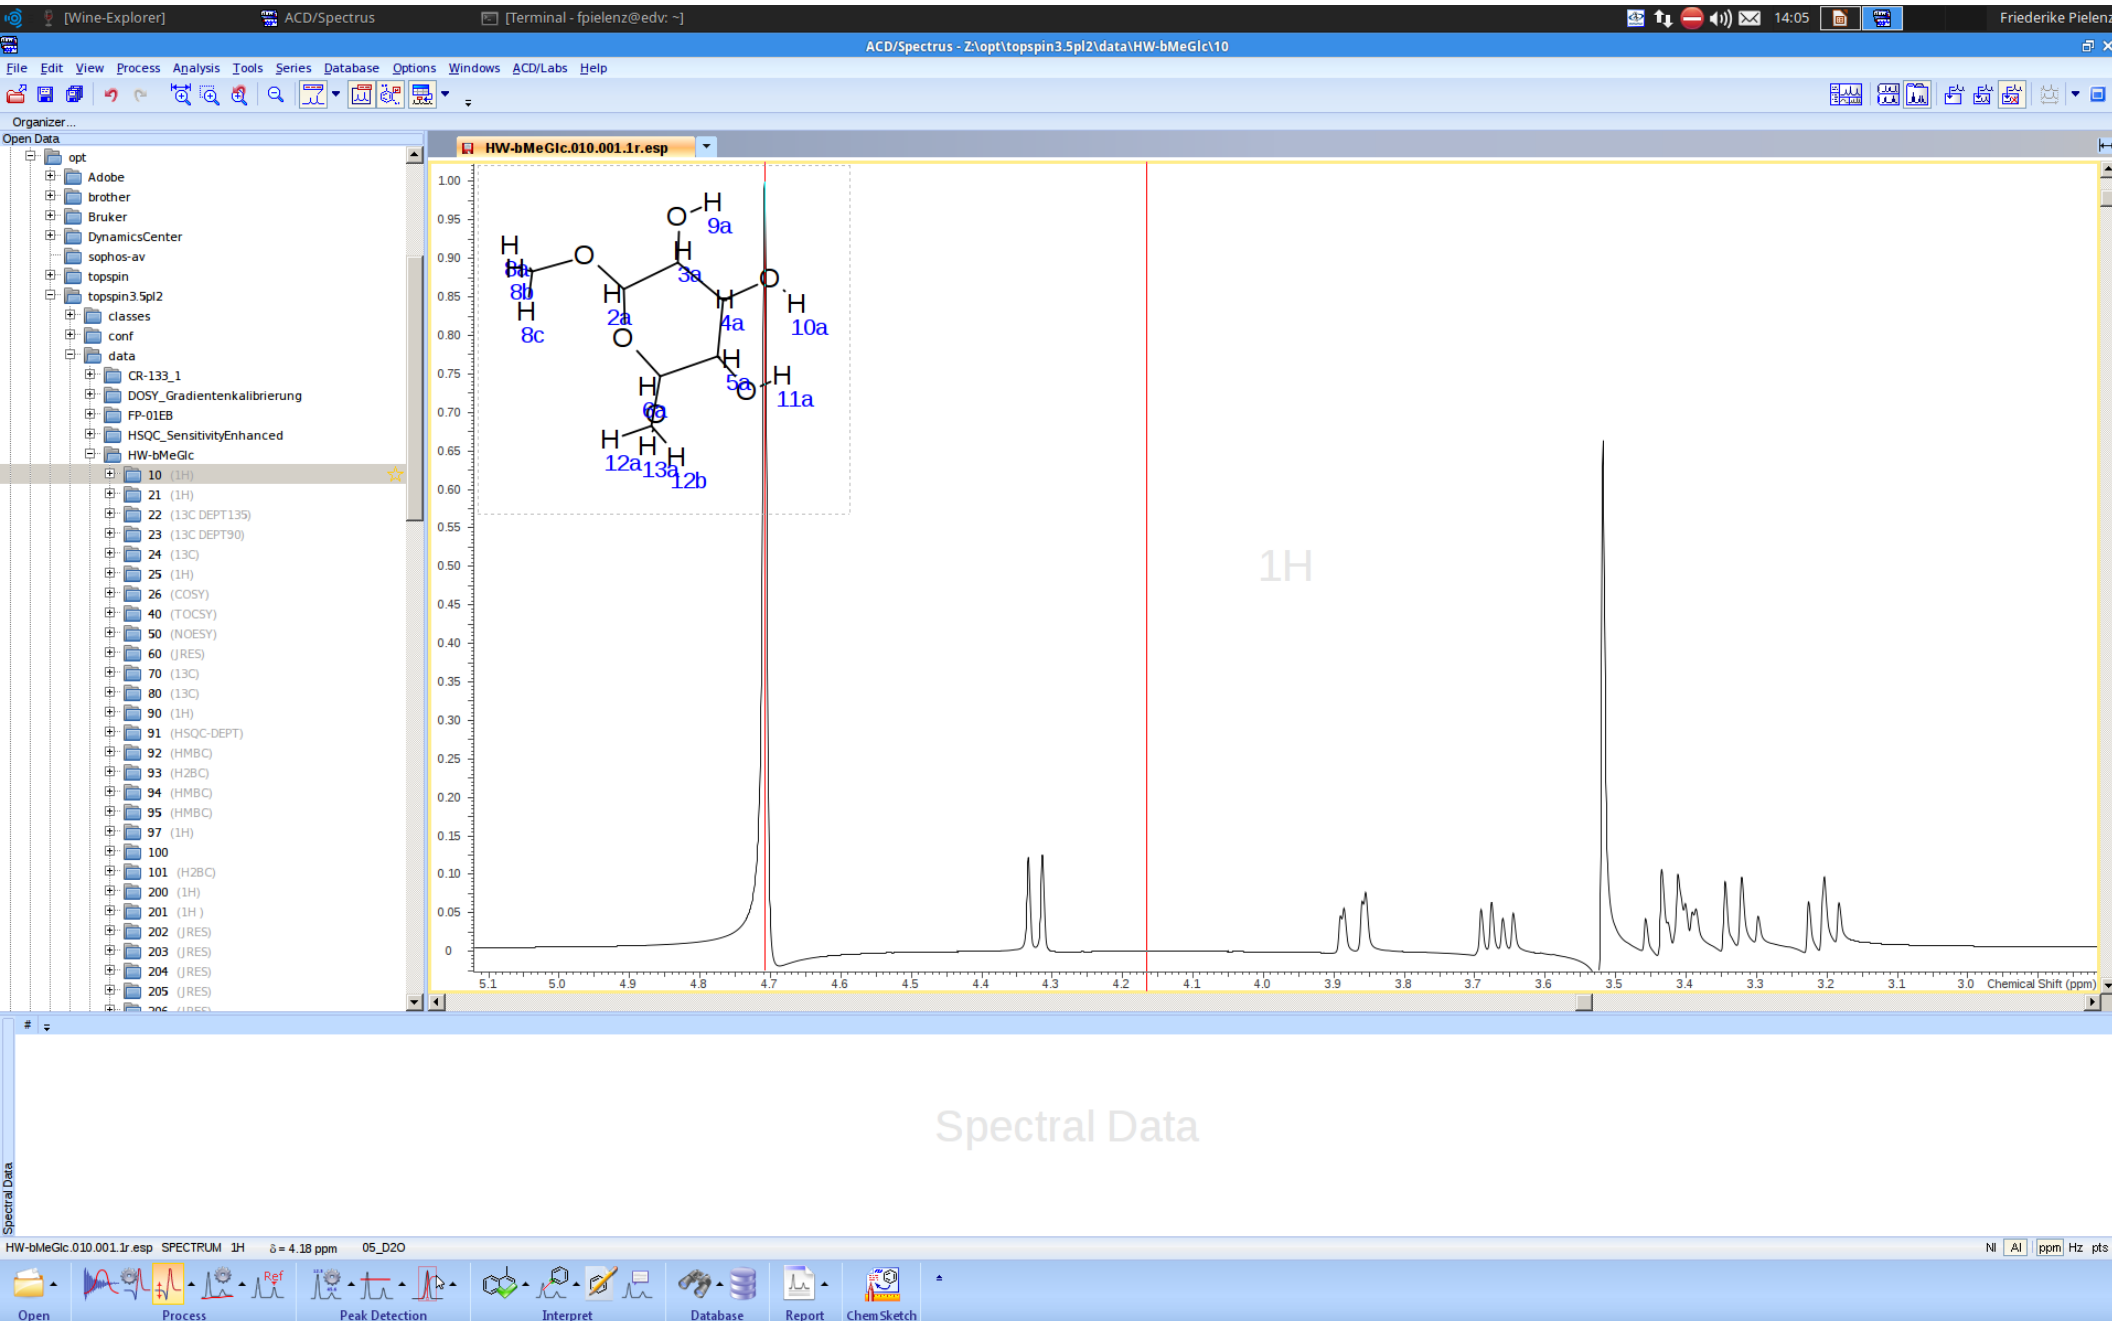 [Wine-Explorer] ACD/Spectrus [Terminal - fpielenz@edv: ~] 14:05 Friederike Pielenz
ACD/Spectrus - Z:\opt\topspin3.5pl2\data\HW-bMeGlc\10
File Edit View Process Analysis Tools Series Database Options Windows ACD/Labs Help
Organizer...
Open Data
opt
Adobe
brother
Bruker
DynamicsCenter
sophos-av
topspin
topspin3.5pl2
classes
conf
data
CR-133_1
DOSY_Gradientenkalibrierung
FP-01EB
HSQC_SensitivityEnhanced
HW-bMeGlc
10 (1H)
21 (1H)
22 (13C DEPT135)
23 (13C DEPT90)
24 (13C)
25 (1H)
26 (COSY)
40 (TOCSY)
50 (NOESY)
60 (JRES)
70 (13C)
80 (13C)
90 (1H)
91 (HSQC-DEPT)
92 (HMBC)
93 (H2BC)
94 (HMBC)
95 (HMBC)
97 (1H)
100
101 (H2BC)
200 (1H)
201 (1H )
202 (JRES)
203 (JRES)
204 (JRES)
205 (JRES)
206 (JRES)
HW-bMeGlc.010.001.1r.esp
1.00
0.95
0.90
0.85
0.80
0.75
0.70
0.65
0.60
0.55
0.50
0.45
0.40
0.35
0.30
0.25
0.20
0.15
0.10
0.05
0
O H
9a
H O H
8a 3a O
8b H H H
H 2a 4a 10a
8c O
H H
5a O 11a
H
6a
O
H H H
12a 13a 12b
1H
5.1 5.0 4.9 4.8 4.7 4.6 4.5 4.4 4.3 4.2 4.1 4.0 3.9 3.8 3.7 3.6 3.5 3.4 3.3 3.2 3.1 3.0 Chemical Shift (ppm)
#
Spectral Data
Spectral Data
HW-bMeGlc.010.001.1r.esp SPECTRUM 1H δ = 4.18 ppm 05_D2O NI AI ppm Hz pts
Ref
Open Process Peak Detection Interpret Database Report ChemSketch